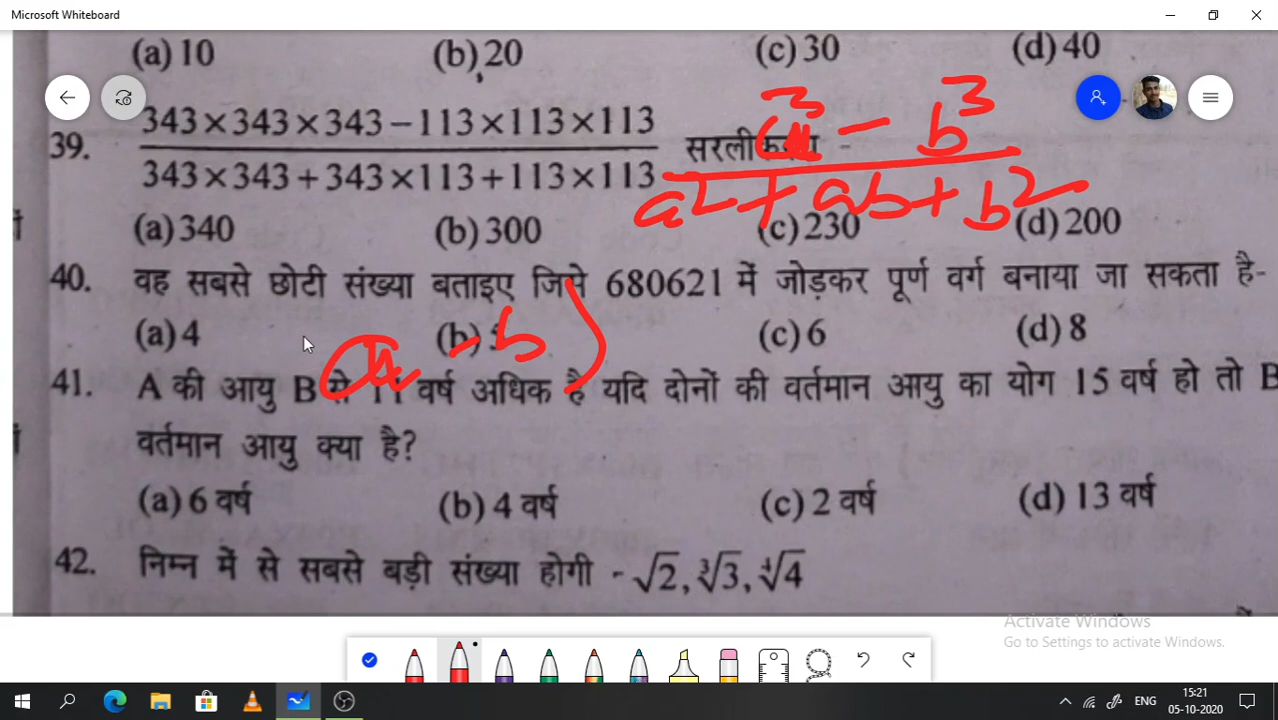 Microsoft Whiteboard
(a) 10 (b) 20 (c) 30 (d) 40
a³ - b³
343×343×343−113×113×113
39. सरलीकरण -
343×343+343×113+113×113
a² + ab + b²
(a) 340 (b) 300 (c) 230 (d) 200
40. वह सबसे छोटी संख्या बताइए जिसे 680621 में जोड़कर पूर्ण वर्ग बनाया जा सकता है-
(a) 4 (b) 5 (c) 6 (d) 8
a - b
41. A की आयु B से 11 वर्ष अधिक है यदि दोनों की वर्तमान आयु का योग 15 वर्ष हो तो B
वर्तमान आयु क्या है?
(a) 6 वर्ष (b) 4 वर्ष (c) 2 वर्ष (d) 13 वर्ष
42. निम्न में से सबसे बड़ी संख्या होगी - √2, ∛3, ∜4
Activate Windows
Go to Settings to activate Windows.
ENG
15:21
05-10-2020